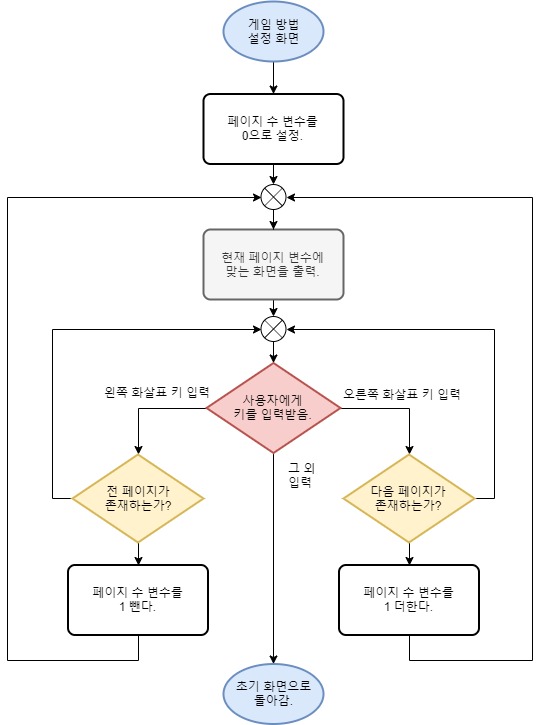 게임 방법
설정 화면
페이지 수 변수를
0으로 설정.
현재 페이지 변수에
맞는 화면을 출력.
왼쪽 화살표 키 입력
사용자에게
키를 입력받음.
오른쪽 화살표 키 입력
그 외
입력
전 페이지가
존재하는가?
다음 페이지가
존재하는가?
페이지 수 변수를
1 뺀다.
페이지 수 변수를
1 더한다.
초기 화면으로
돌아감.